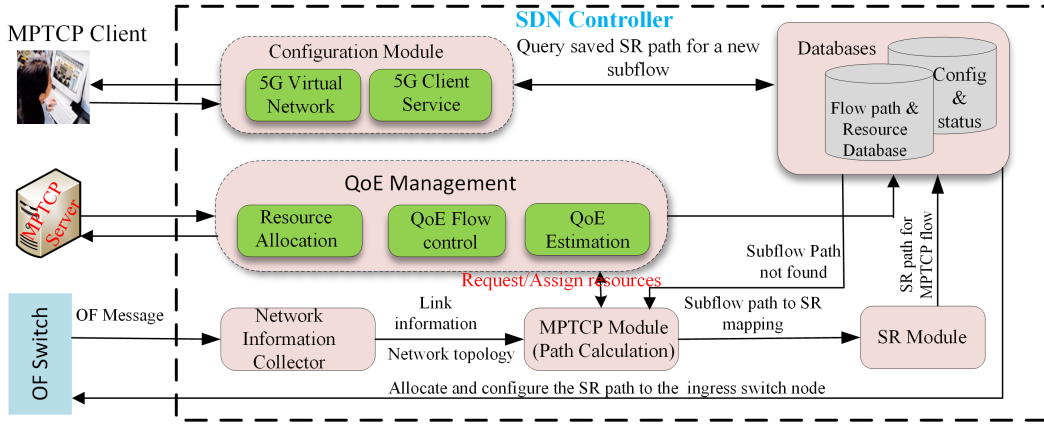 SDN Controller
MPTCP Client
Configuration Module
5G Virtual
Network
5G Client
Service
Query saved SR path for a new
subflow
Databases
Config
&
status
Flow path &
Resource
Database
MPTCP
Server
QoE Management
Resource
Allocation
QoE Flow
control
QoE
Estimation
Request/Assign resources
Subflow Path
not found
SR path for
MPTCP flow
OF Switch
OF Message
Network
Information
Collector
Link
information
Network topology
MPTCP Module
(Path Calculation)
Subflow path to SR
mapping
SR Module
Allocate and configure the SR path to the ingress switch node